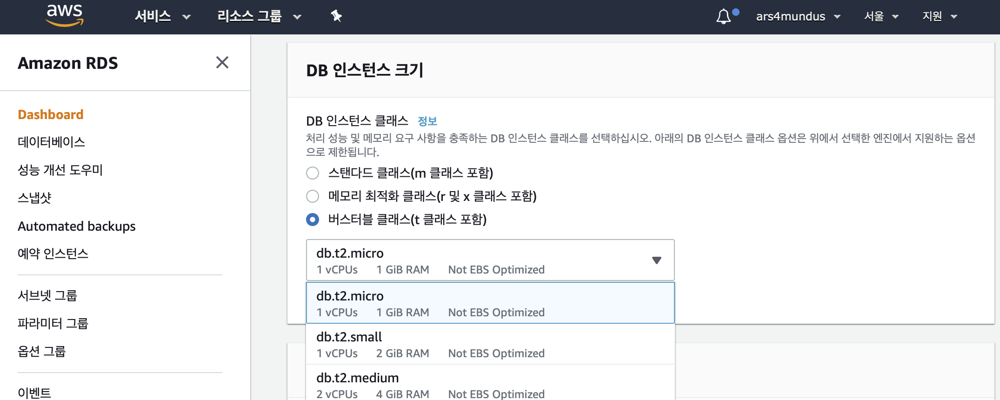 aws 서비스 리소스 그룹 ars4mundus 서울 지원
Amazon RDS
Dashboard
데이터베이스
성능 개선 도우미
스냅샷
Automated backups
예약 인스턴스
서브넷 그룹
파라미터 그룹
옵션 그룹
이벤트
DB 인스턴스 크기
DB 인스턴스 클래스 정보
처리 성능 및 메모리 요구 사항을 충족하는 DB 인스턴스 클래스를 선택하십시오. 아래의 DB 인스턴스 클래스 옵션은 위에서 선택한 엔진에서 지원하는 옵션
으로 제한됩니다.
스탠다드 클래스(m 클래스 포함)
메모리 최적화 클래스(r 및 x 클래스 포함)
버스터블 클래스(t 클래스 포함)
db.t2.micro
1 vCPUs 1 GiB RAM Not EBS Optimized
db.t2.micro
1 vCPUs 1 GiB RAM Not EBS Optimized
db.t2.small
1 vCPUs 2 GiB RAM Not EBS Optimized
db.t2.medium
2 vCPUs 4 GiB RAM Not EBS Optimized